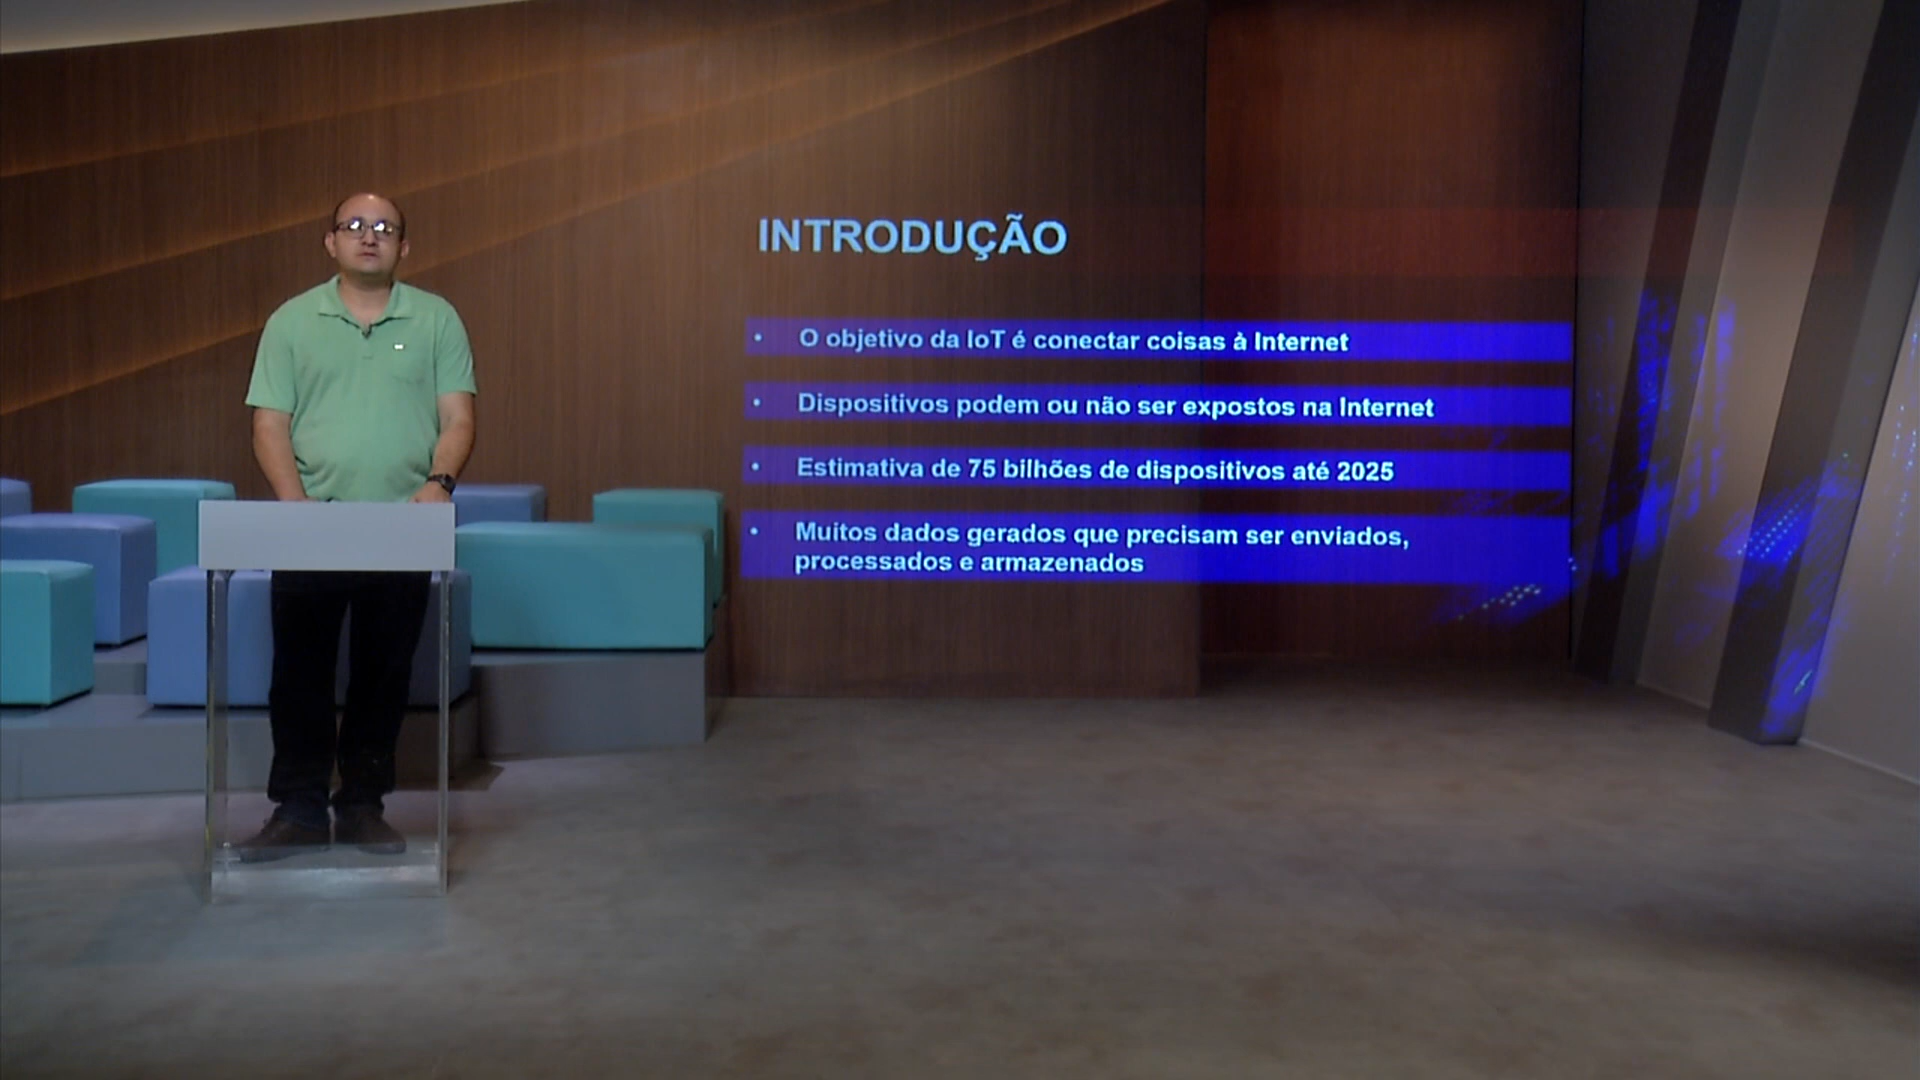 INTRODUÇÃO
• O objetivo da IoT é conectar coisas à Internet
• Dispositivos podem ou não ser expostos na Internet
• Estimativa de 75 bilhões de dispositivos até 2025
• Muitos dados gerados que precisam ser enviados,
processados e armazenados